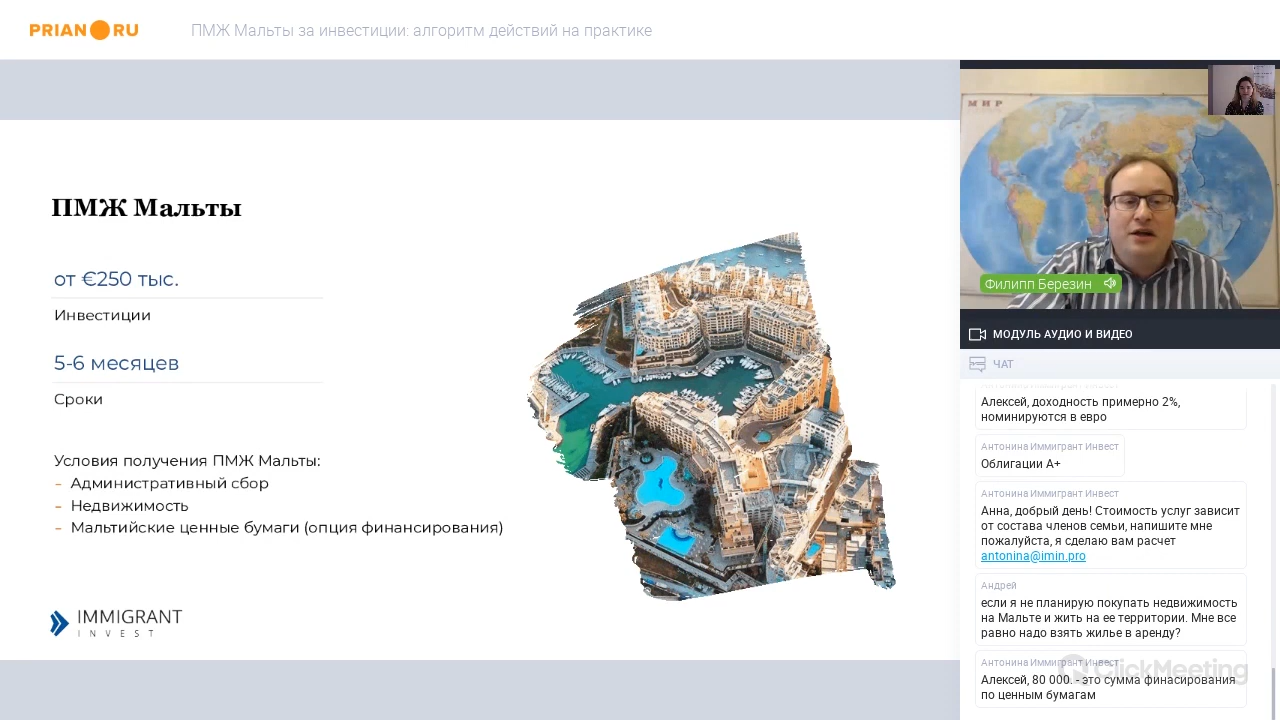 PRIAN RU
ПМЖ Мальты за инвестиции: алгоритм действий на практике
ПМЖ Мальты
от €250 тыс.
Инвестиции
5-6 месяцев
Сроки
Условия получения ПМЖ Мальты:
- Административный сбор
- Недвижимость
- Мальтийские ценные бумаги (опция финансирования)
IMMIGRANT
INVEST
МИР
Филипп Березин
МОДУЛЬ АУДИО И ВИДЕО
ЧАТ
Алексей, доходность примерно 2%,
номинируются в евро
Антонина Иммигрант Инвест
Облигации А+
Антонина Иммигрант Инвест
Анна, добрый день! Стоимость услуг зависит
от состава членов семьи, напишите мне
пожалуйста, я сделаю вам расчет
antonina@imin.pro
Андрей
если я не планирую покупать недвижимость
на Мальте и жить на ее территории. Мне все
равно надо взять жилье в аренду?
Антонина Иммигрант Инвест
ClickMeeting
Алексей, 80 000. - это сумма финасирования
по ценным бумагам